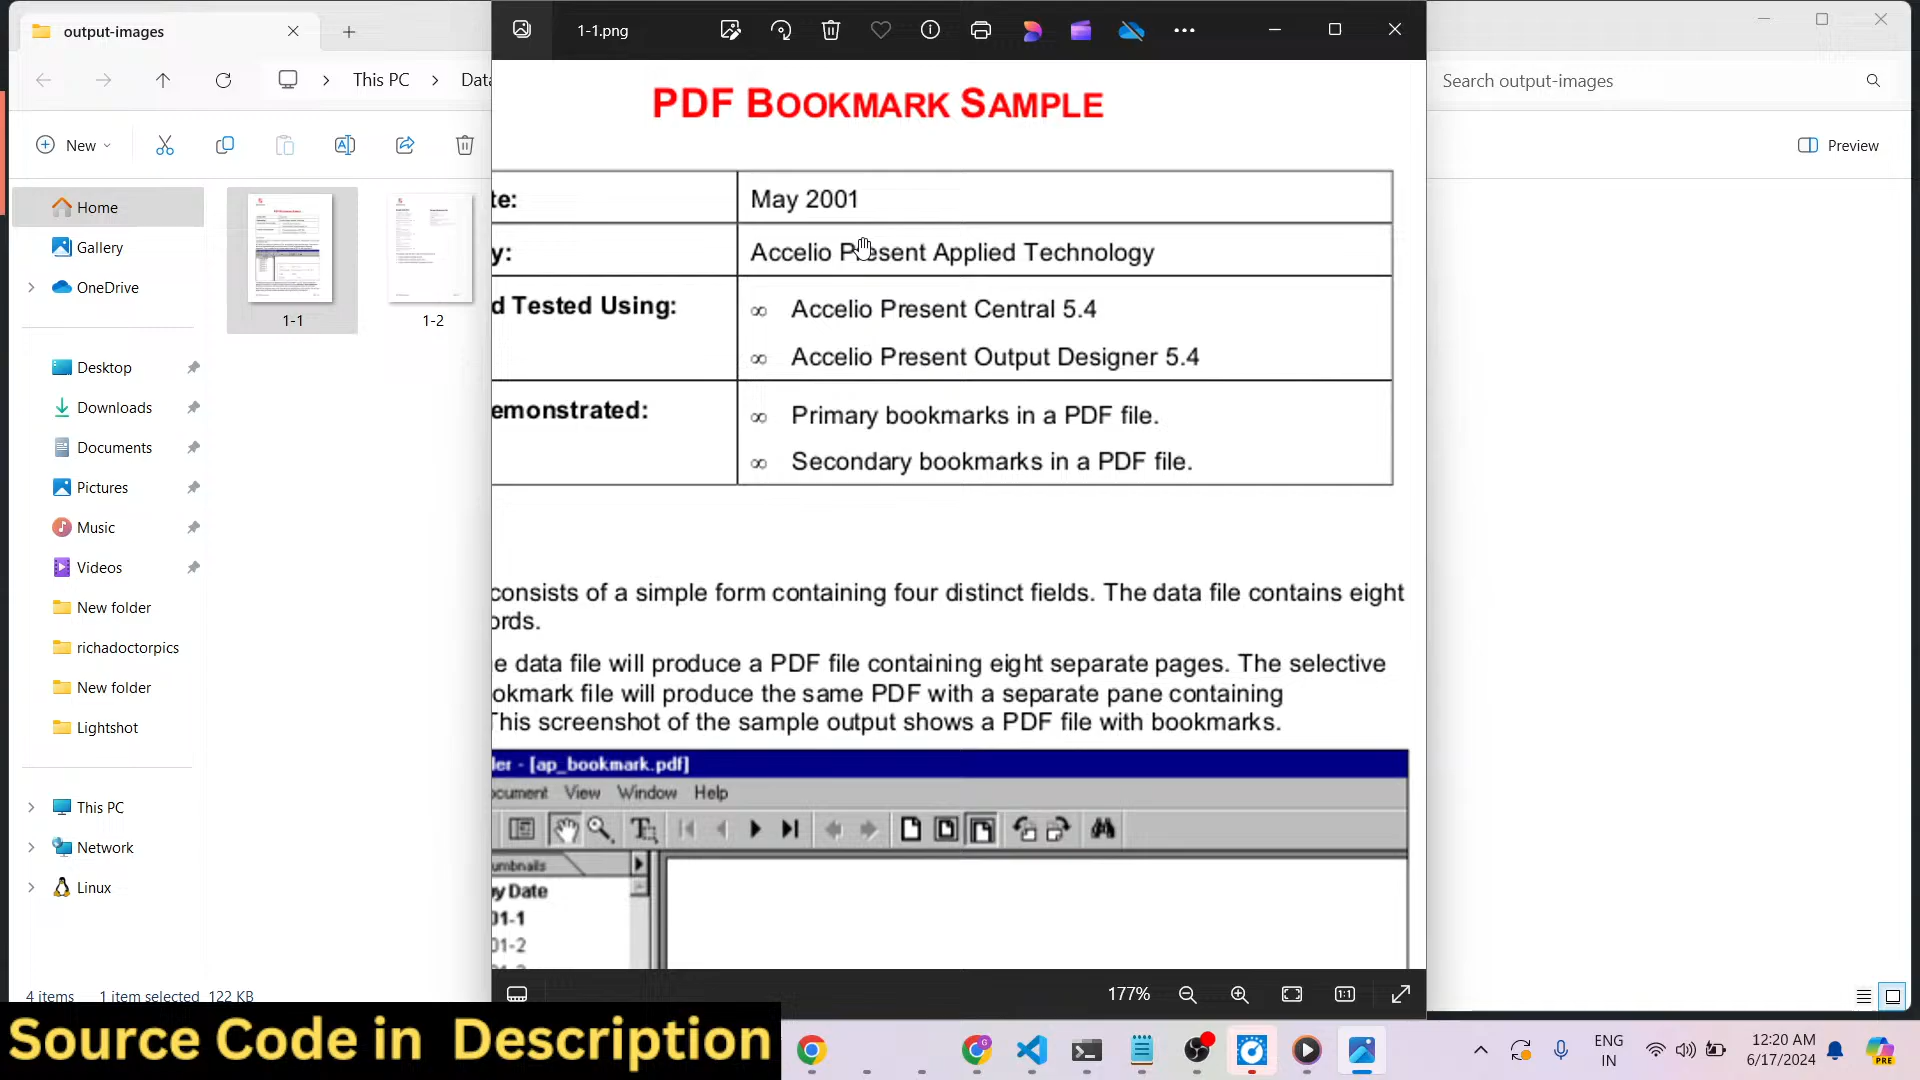 output-images
1-1.png
This PC
Data
Search output-images
New
Preview
Home
Gallery
OneDrive
Desktop
Downloads
Documents
Pictures
Music
Videos
New folder
richadoctorpics
New folder
Lightshot
This PC
Network
Linux
1-1
1-2
4 items 1 item selected 122 KB
PDF BOOKMARK SAMPLE
te: May 2001
y: Accelio Present Applied Technology
d Tested Using: ∞ Accelio Present Central 5.4
∞ Accelio Present Output Designer 5.4
emonstrated: ∞ Primary bookmarks in a PDF file.
∞ Secondary bookmarks in a PDF file.
consists of a simple form containing four distinct fields. The data file contains eight
ords.
e data file will produce a PDF file containing eight separate pages. The selective
okmark file will produce the same PDF with a separate pane containing
This screenshot of the sample output shows a PDF file with bookmarks.
der - [ap_bookmark.pdf]
ocument View Window Help
umbnails
by Date
01-1
01-2
177%
1:1
Source Code in Description
ENG
IN
12:20 AM
6/17/2024
PRE